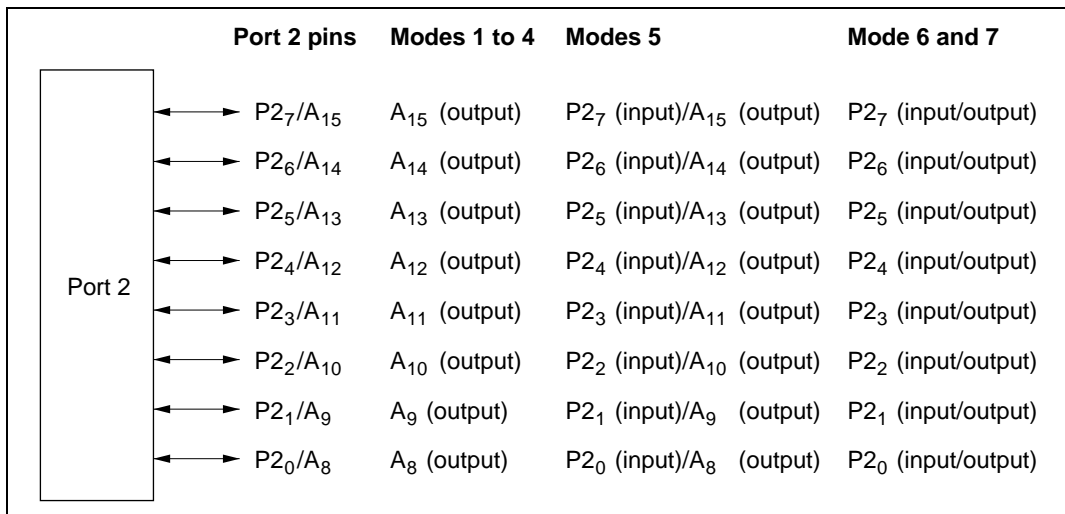 Port 2 pins Modes 1 to 4 Modes 5 Mode 6 and 7
P2₇/A₁₅ A₁₅ (output) P2₇ (input)/A₁₅ (output) P2₇ (input/output)
P2₆/A₁₄ A₁₄ (output) P2₆ (input)/A₁₄ (output) P2₆ (input/output)
P2₅/A₁₃ A₁₃ (output) P2₅ (input)/A₁₃ (output) P2₅ (input/output)
P2₄/A₁₂ A₁₂ (output) P2₄ (input)/A₁₂ (output) P2₄ (input/output)
Port 2
P2₃/A₁₁ A₁₁ (output) P2₃ (input)/A₁₁ (output) P2₃ (input/output)
P2₂/A₁₀ A₁₀ (output) P2₂ (input)/A₁₀ (output) P2₂ (input/output)
P2₁/A₉ A₉ (output) P2₁ (input)/A₉ (output) P2₁ (input/output)
P2₀/A₈ A₈ (output) P2₀ (input)/A₈ (output) P2₀ (input/output)